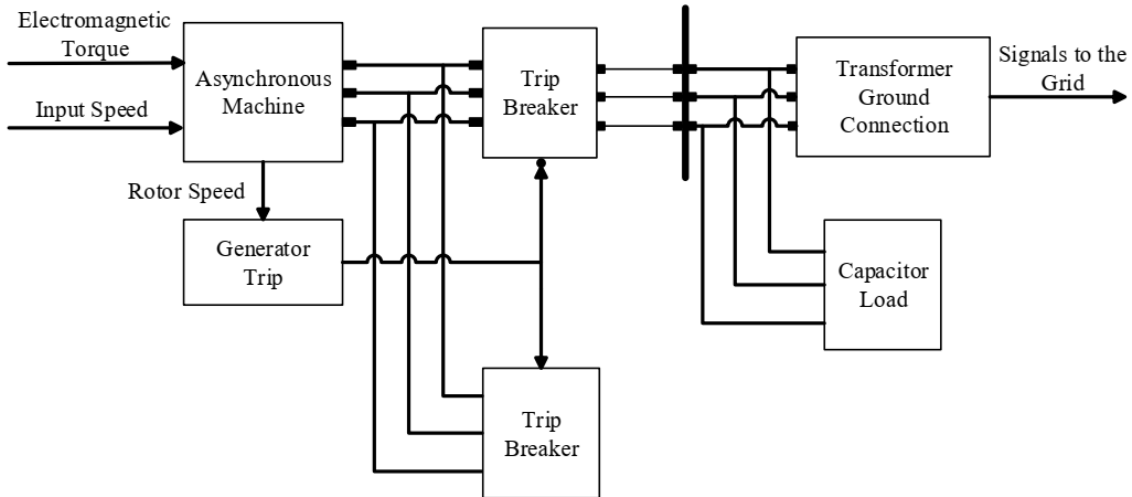 Electromagnetic
Torque
Input Speed
Asynchronous
Machine
Rotor Speed
Generator
Trip
Trip
Breaker
Trip
Breaker
Transformer
Ground
Connection
Signals to the
Grid
Capacitor
Load